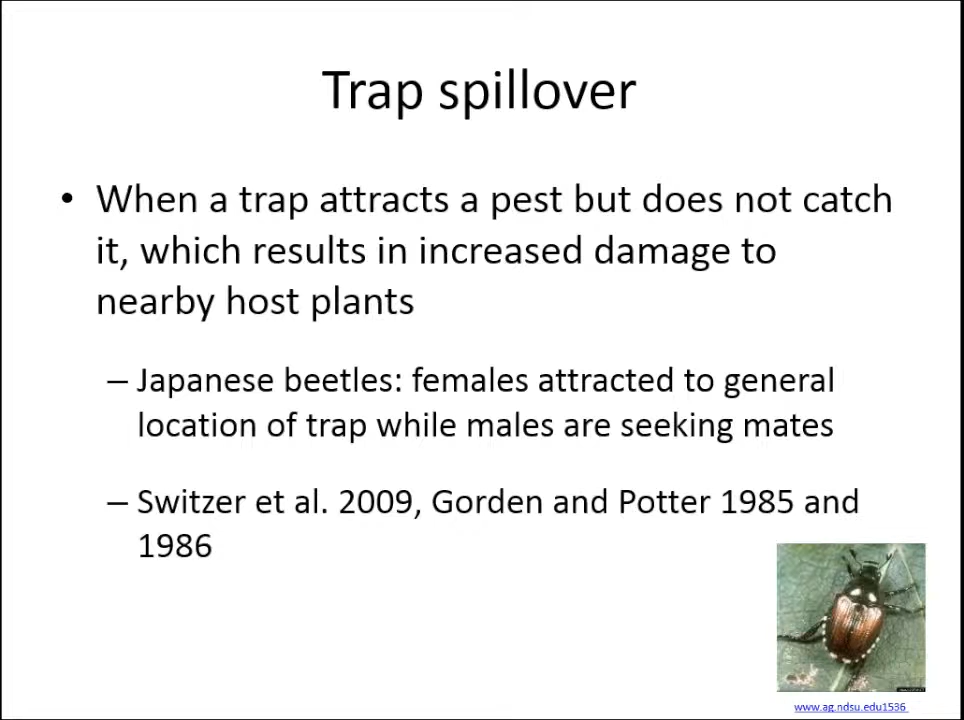 Trap spillover
• When a trap attracts a pest but does not catch
it, which results in increased damage to
nearby host plants
– Japanese beetles: females attracted to general
location of trap while males are seeking mates
– Switzer et al. 2009, Gorden and Potter 1985 and
1986
www.ag.ndsu.edu1536